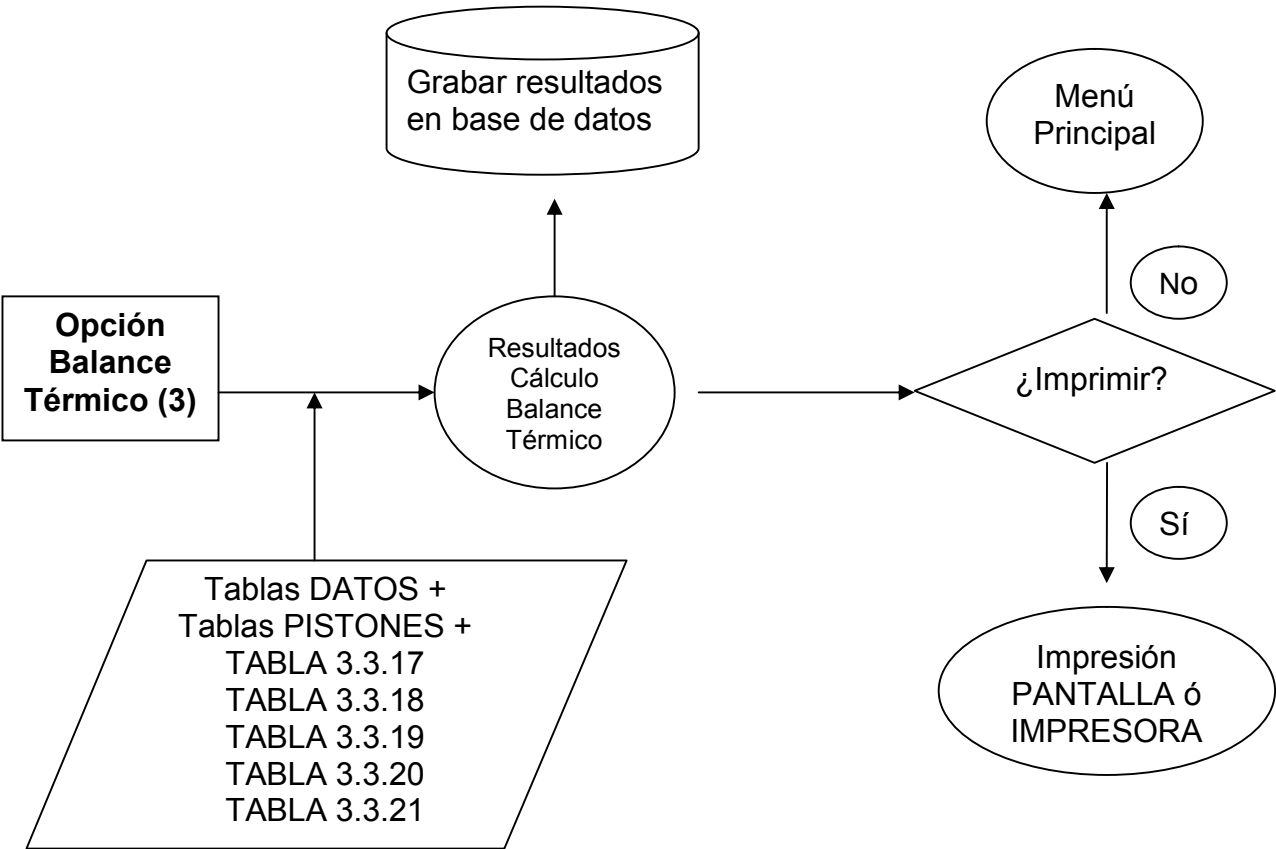 Grabar resultados
en base de datos
Menú
Principal
No
Opción
Balance
Térmico (3)
Resultados
Cálculo
Balance
Térmico
¿Imprimir?
Sí
Tablas DATOS +
Tablas PISTONES +
TABLA 3.3.17
TABLA 3.3.18
TABLA 3.3.19
TABLA 3.3.20
TABLA 3.3.21
Impresión
PANTALLA ó
IMPRESORA